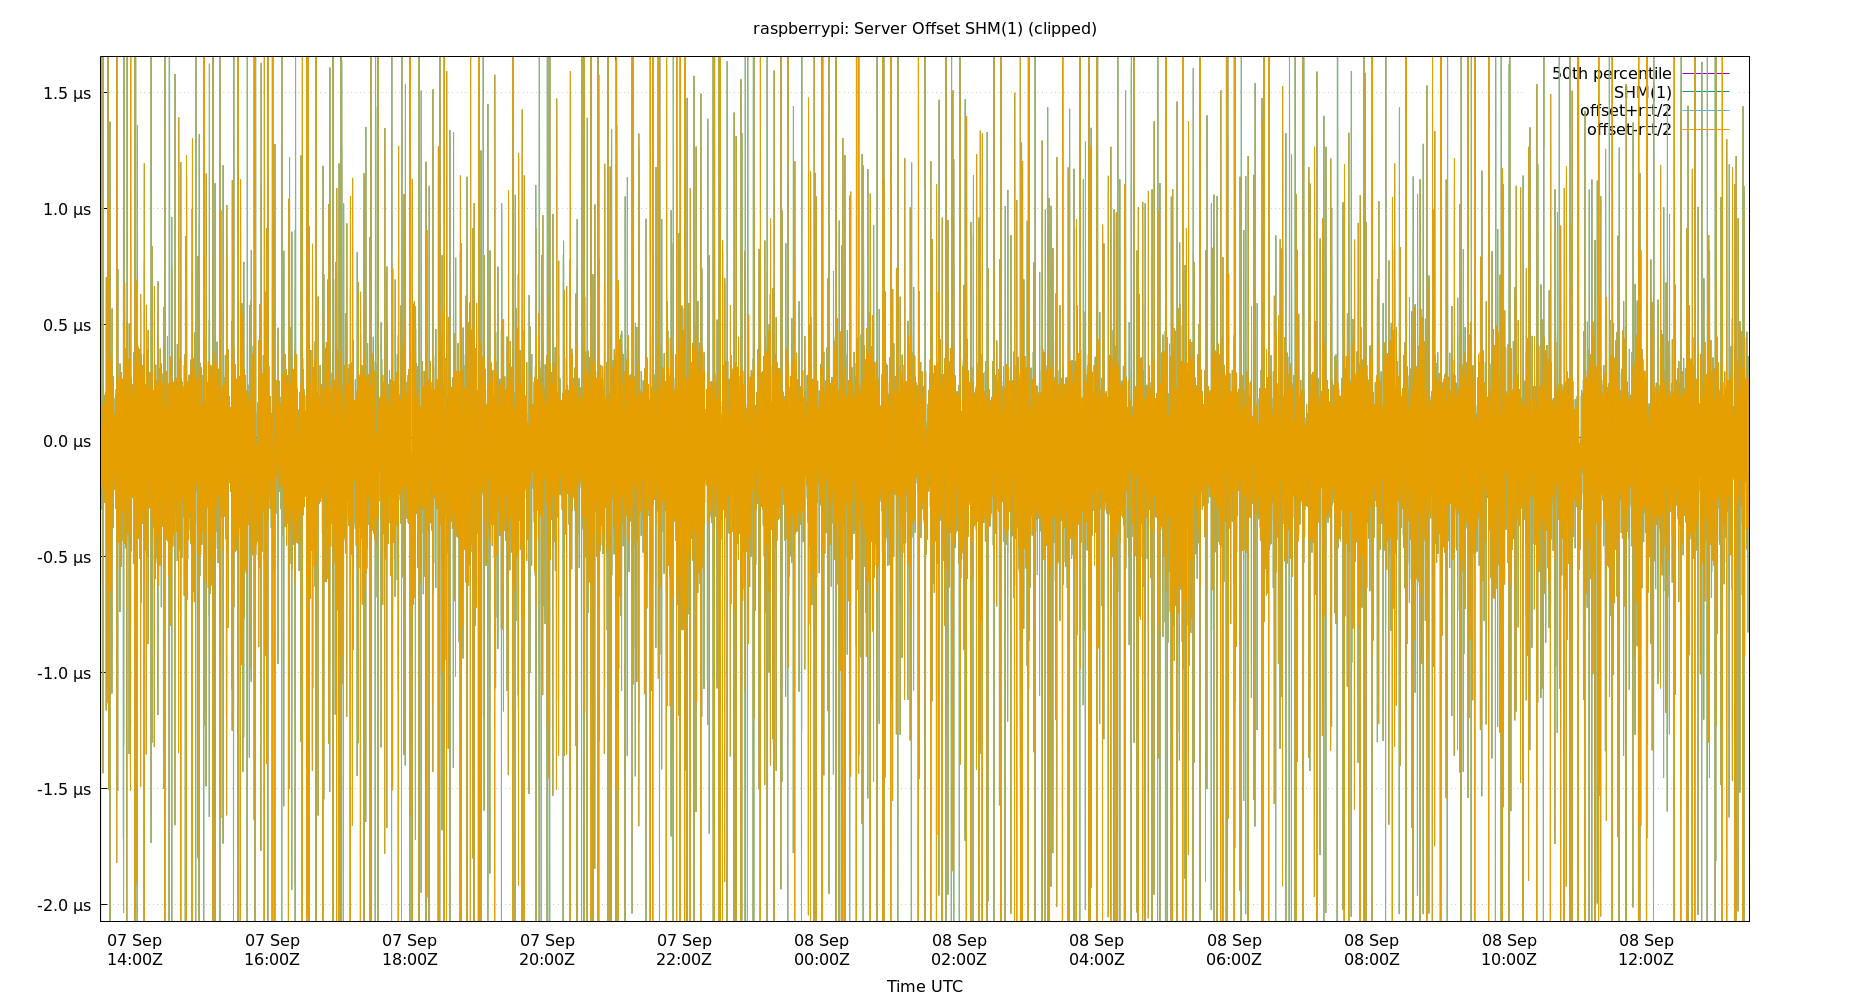 raspberrypi: Server Offset SHM(1) (clipped)
50th percentile
SHM(1)
offset+rtt/2
offset-rtt/2
1.5 µs
1.0 µs
0.5 µs
0.0 µs
-0.5 µs
-1.0 µs
-1.5 µs
-2.0 µs
07 Sep 07 Sep 07 Sep 07 Sep 07 Sep 08 Sep 08 Sep 08 Sep 08 Sep 08 Sep 08 Sep 08 Sep
14:00Z 16:00Z 18:00Z 20:00Z 22:00Z 00:00Z 02:00Z 04:00Z 06:00Z 08:00Z 10:00Z 12:00Z
Time UTC